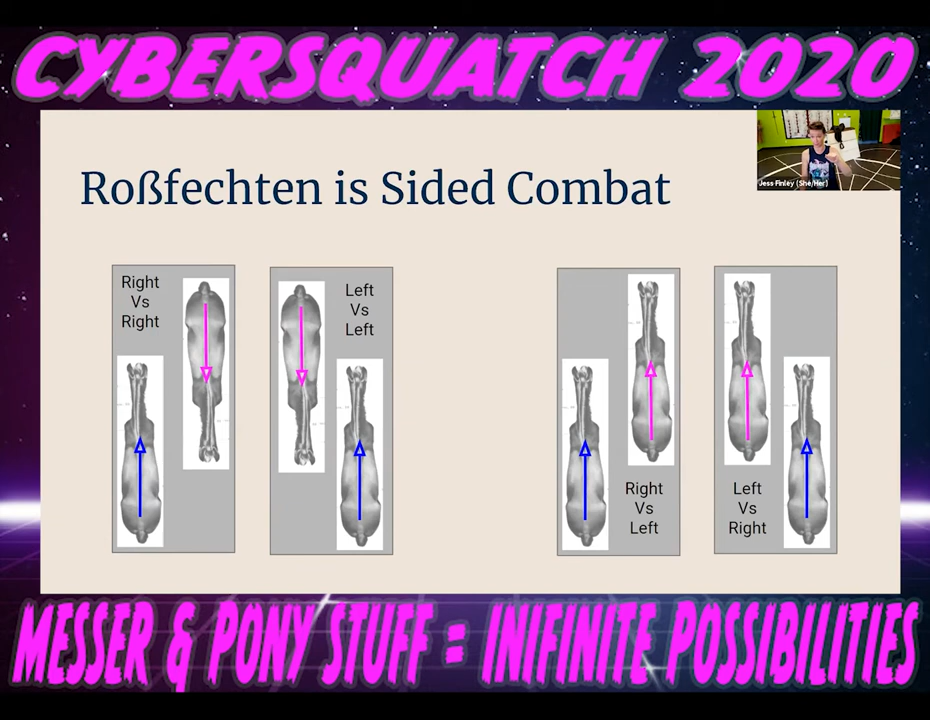 CYBERSQUATCH 2020
Roßfechten is Sided Combat
Jess Finley (She/Her)
Right
Vs
Right
Left
Vs
Left
Right
Vs
Left
Left
Vs
Right
MESSER & PONY STUFF = INIFINITE POSSIBILITIES